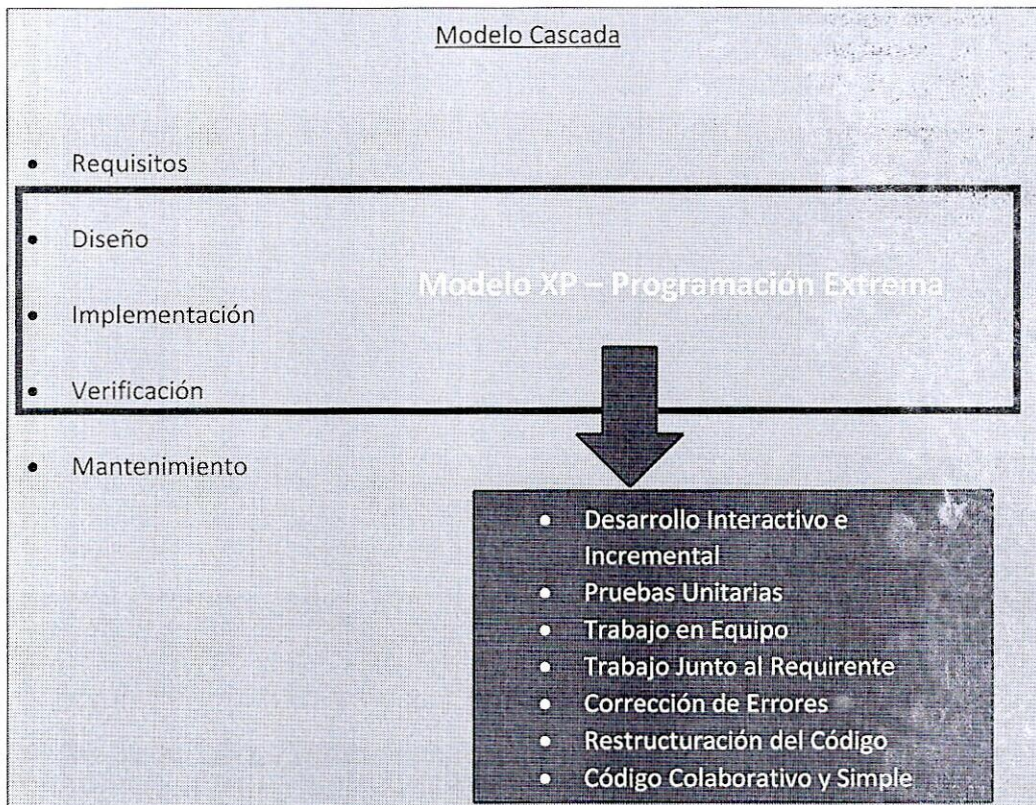 Modelo Cascada
• Requisitos
• Diseño
Modelo XP – Programación Extrema
• Implementación
• Verificación
• Mantenimiento
• Desarrollo Interactivo e
Incremental
• Pruebas Unitarias
• Trabajo en Equipo
• Trabajo Junto al Requirente
• Corrección de Errores
• Restructuración del Código
• Código Colaborativo y Simple